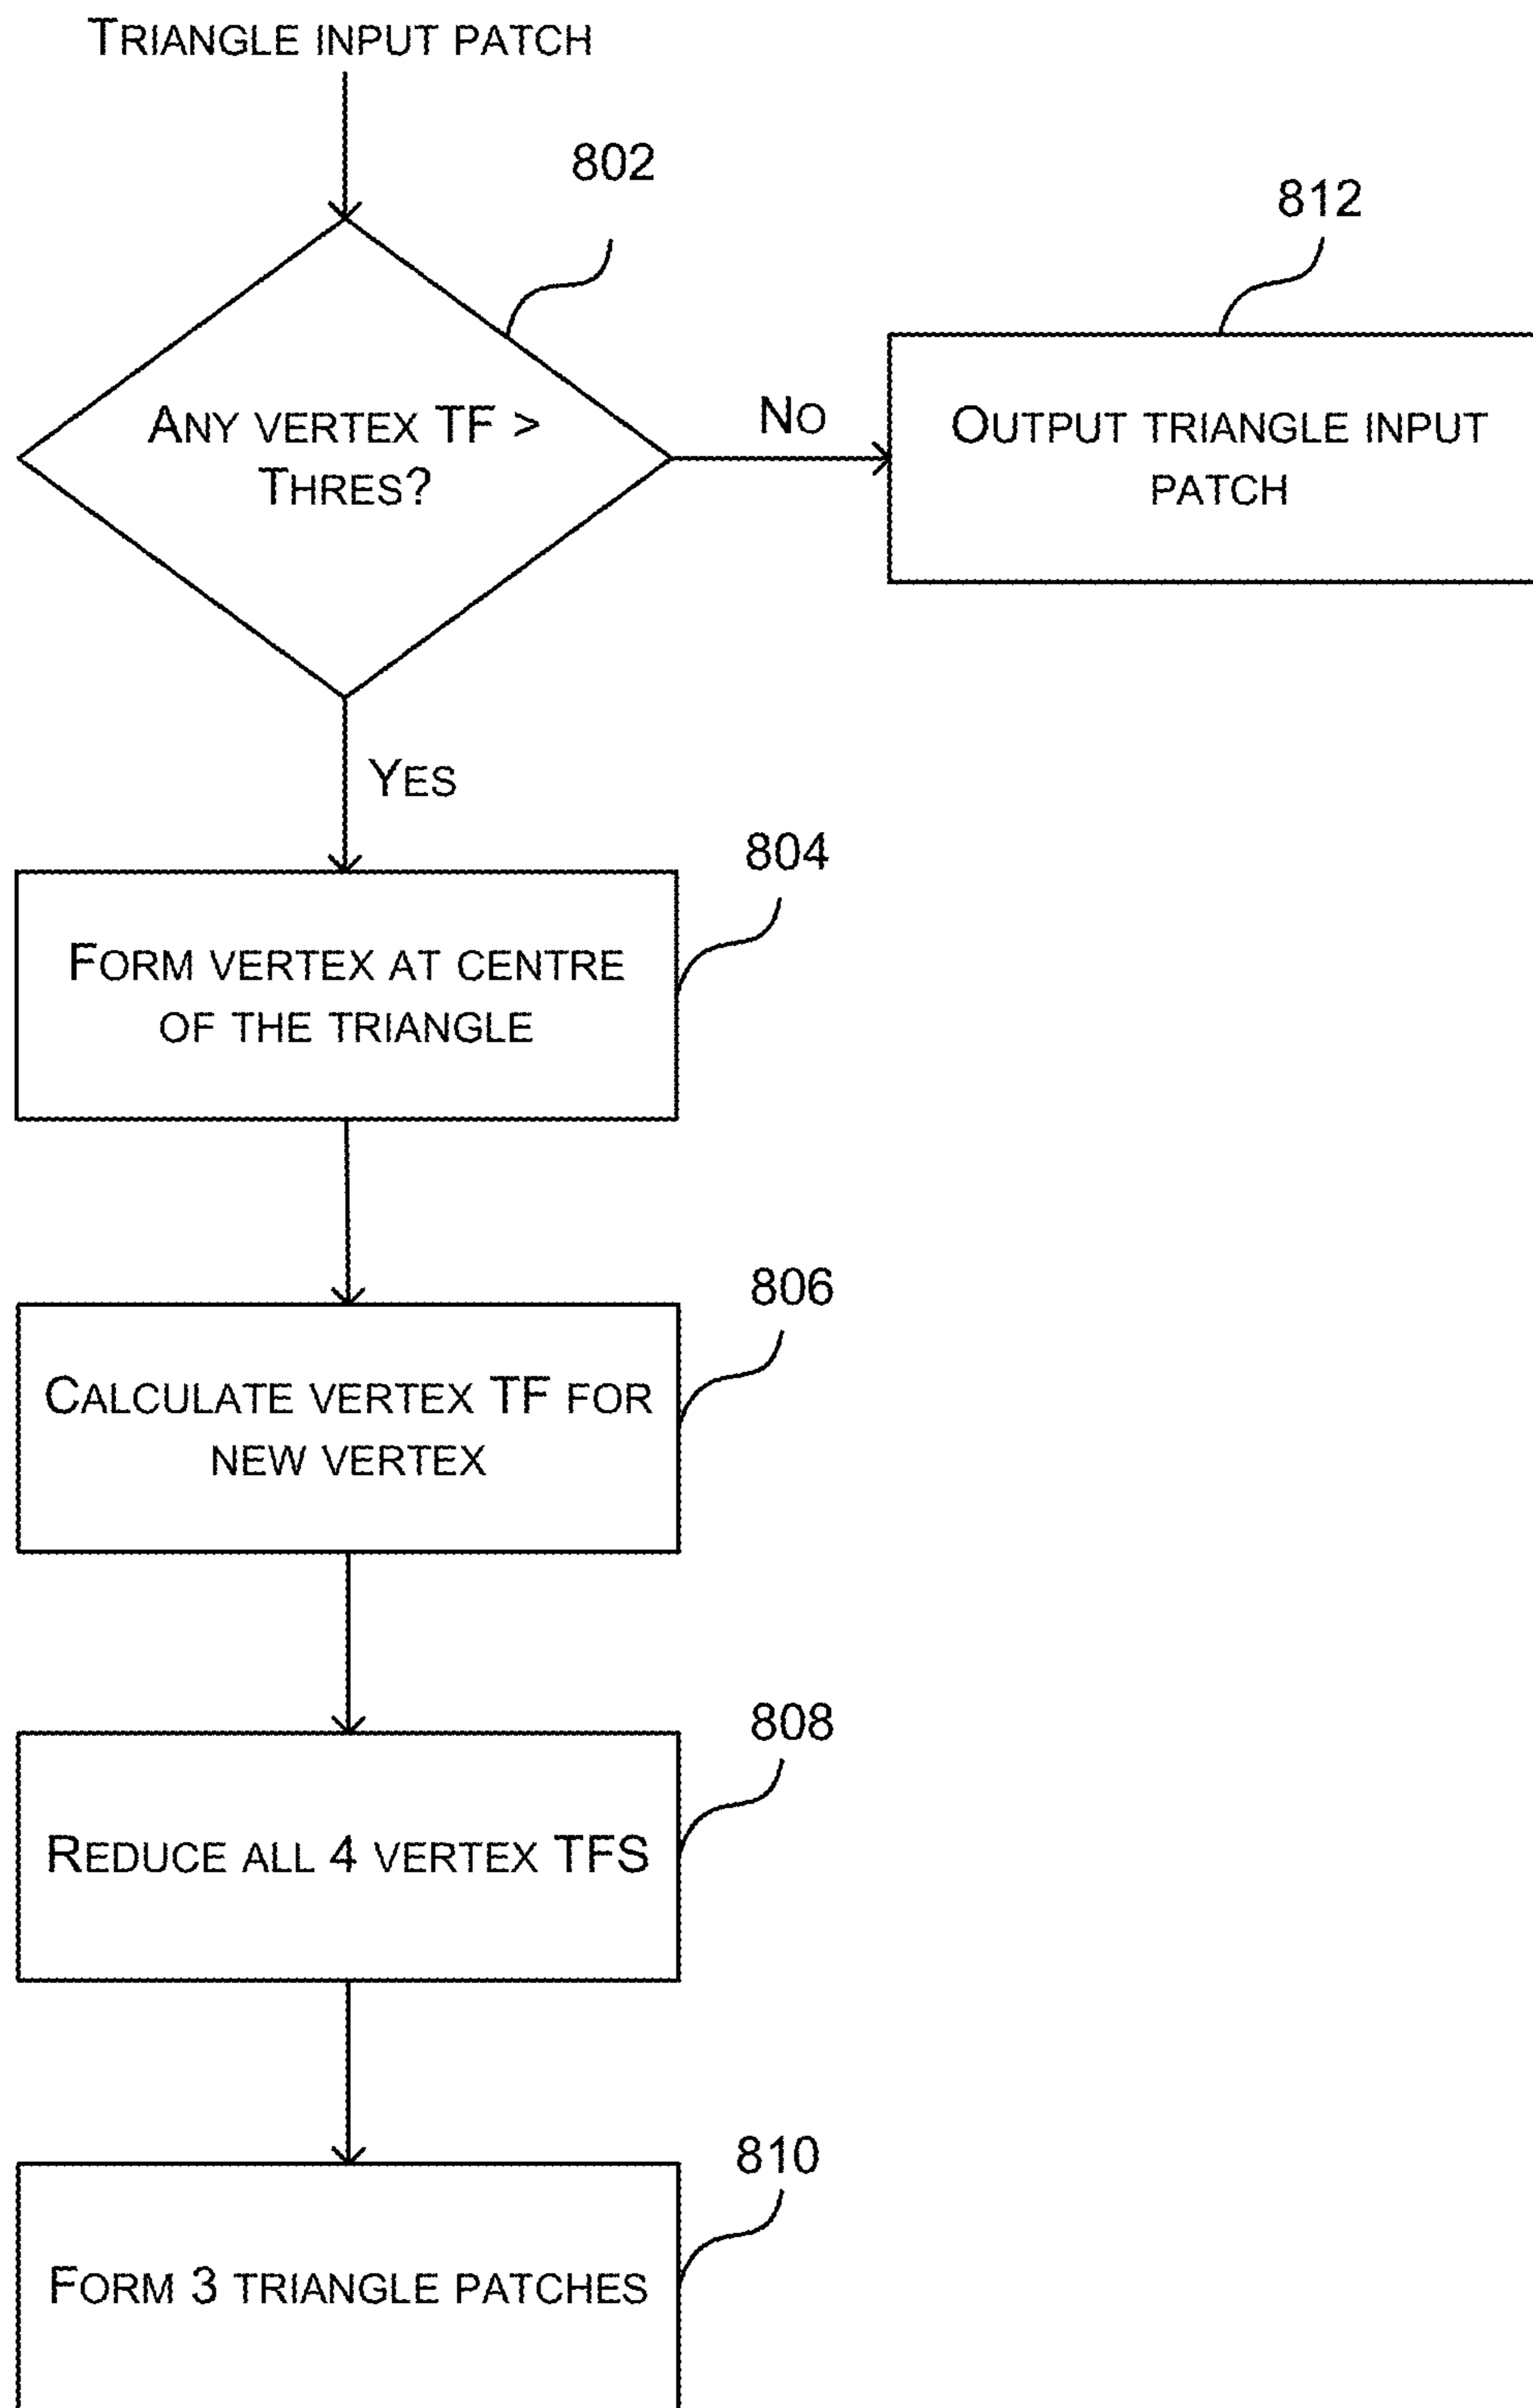 TRIANGLE INPUT PATCH
802
812
ANY VERTEX TF >
THRES?
NO
OUTPUT TRIANGLE INPUT
PATCH
YES
804
FORM VERTEX AT CENTRE
OF THE TRIANGLE
806
CALCULATE VERTEX TF FOR
NEW VERTEX
808
REDUCE ALL 4 VERTEX TFS
810
FORM 3 TRIANGLE PATCHES